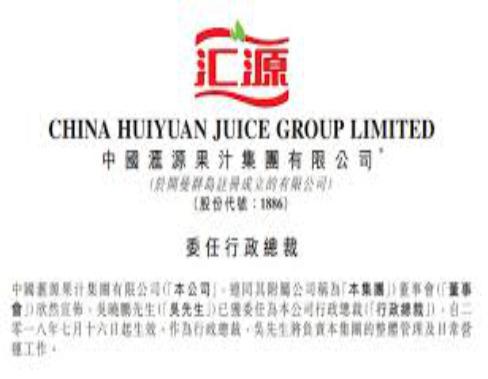 汇源
CHINA HUIYUAN JUICE GROUP LIMITED
中國滙源果汁集團有限公司*
(於開曼群島註冊成立的有限公司)
(股份代號：1886)
委任行政總裁
中國滙源果汁集團有限公司(「本公司」，連同其附屬公司稱為「本集團」)董事會(「董事
會」)欣然宣佈，吳曉鵬先生(「吳先生」)已獲委任為本公司行政總裁(「行政總裁」)，自二
零一八年七月十六日起生效。作為行政總裁，吳先生將負責本集團的整體管理及日常營
運工作。